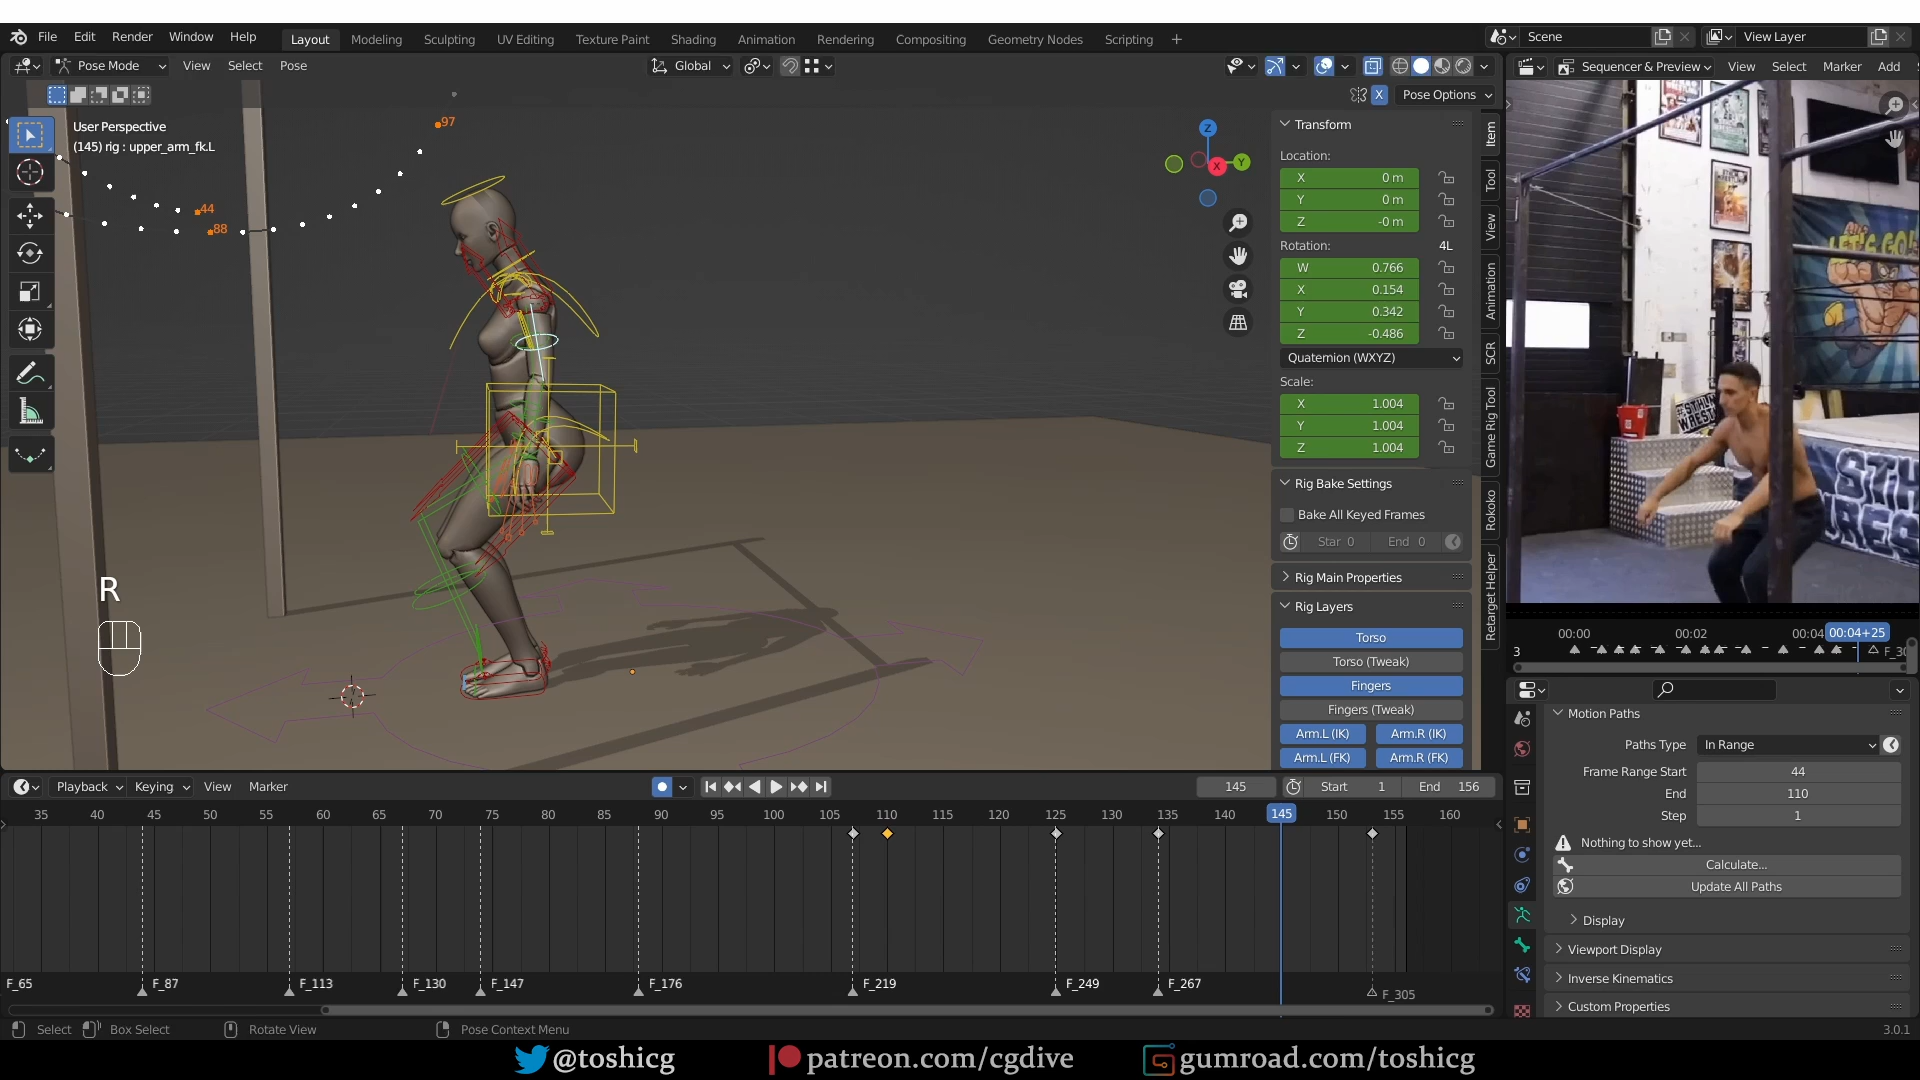 File Edit Render Window Help Layout Modeling Sculpting UV Editing Texture Paint Shading Animation Rendering Compositing Geometry Nodes Scripting + Scene View Layer
Pose Mode View Select Pose Global Sequencer & Preview View Select Marker Add
X Pose Options
User Perspective
(145) rig : upper_arm_fk.L
97
44
88
Z
Y
X
R
Transform
Location:
X 0 m
Y 0 m
Z -0 m
Rotation: 4L
W 0.766
X 0.154
Y 0.342
Z -0.486
Quaternion (WXYZ)
Scale:
X 1.004
Y 1.004
Z 1.004
Rig Bake Settings
Bake All Keyed Frames
Star 0 End 0
Rig Main Properties
Rig Layers
Torso
Torso (Tweak)
Fingers
Fingers (Tweak)
Arm.L (IK) Arm.R (IK)
Arm.L (FK) Arm.R (FK)
Item
Tool
View
Animation
SCR
Game Rig Tool
Rokoko
Retarget Helper
LET'S GO!
#STHLM
WREST
00:00 00:02 00:04 00:04+25
3
Motion Paths
Paths Type In Range
Frame Range Start 44
End 110
Step 1
Nothing to show yet...
Calculate...
Update All Paths
Display
Viewport Display
Inverse Kinematics
Custom Properties
Playback Keying View Marker 145 Start 1 End 156
35 40 45 50 55 60 65 70 75 80 85 90 95 100 105 110 115 120 125 130 135 140 145 150 155 160
F_65 F_87 F_113 F_130 F_147 F_176 F_219 F_249 F_267 F_305
Select Box Select Rotate View Pose Context Menu 3.0.1
@toshicg patreon.com/cgdive gumroad.com/toshicg